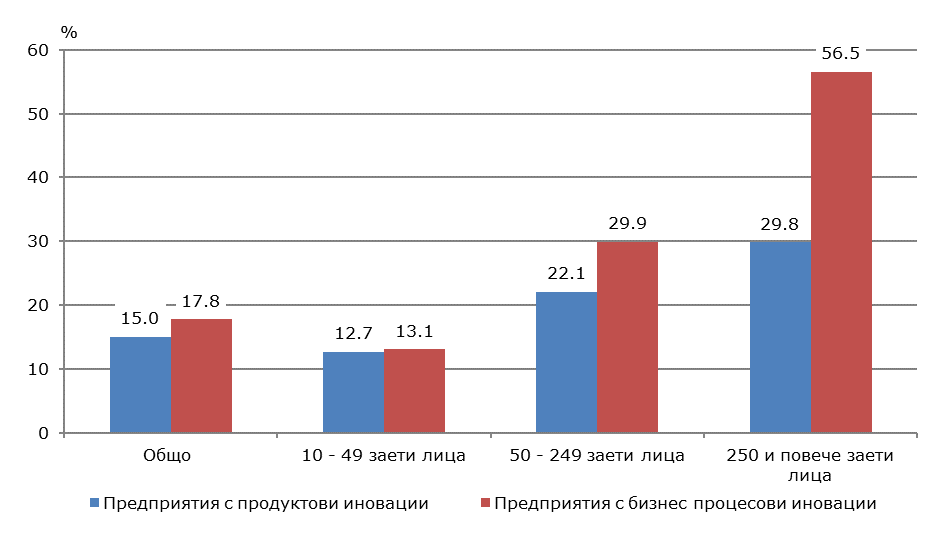 %
60
50
40
30
20
10
0
15.0
17.8
12.7
13.1
22.1
29.9
29.8
56.5
Общо
10 - 49 заети лица
50 - 249 заети лица
250 и повече заети
лица
Предприятия с продуктови иновации
Предприятия с бизнес процесови иновации